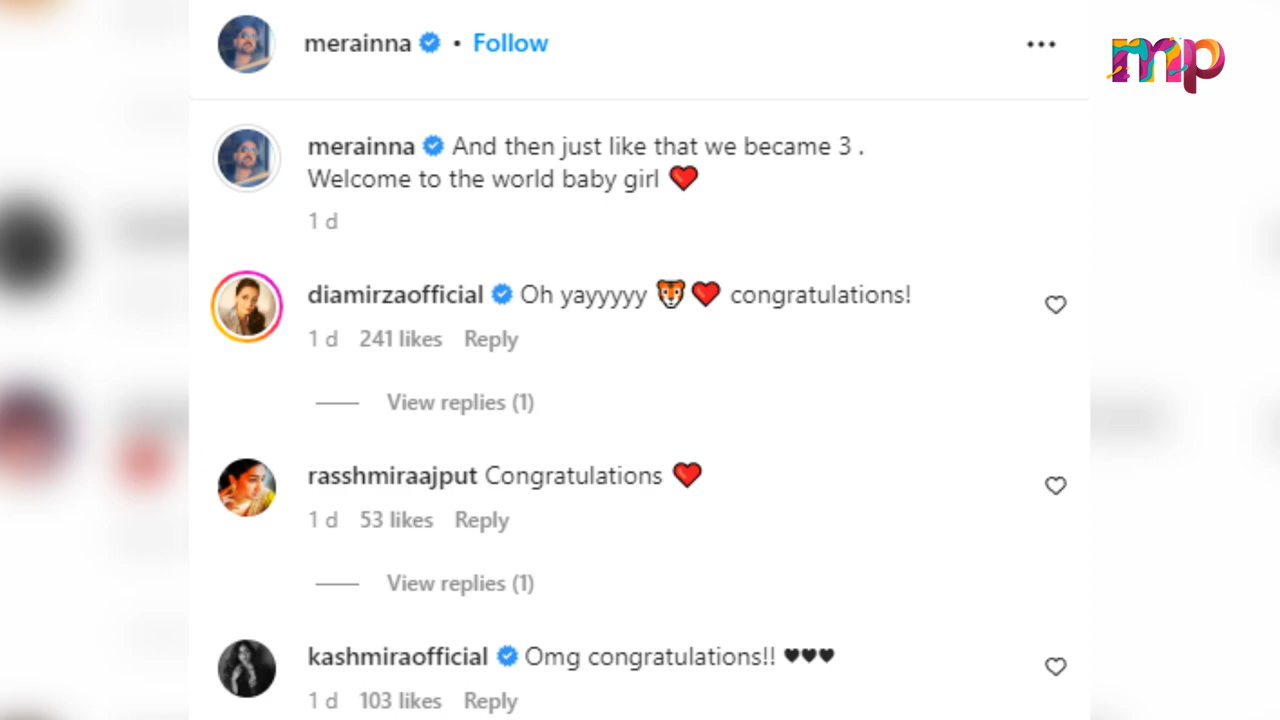 merainna • Follow
mp
merainna And then just like that we became 3 .
Welcome to the world baby girl ❤️
1 d
diamirzaofficial Oh yayyyyy 🐯❤️ congratulations!
1 d 241 likes Reply
View replies (1)
rasshmiraajput Congratulations ❤️
1 d 53 likes Reply
View replies (1)
kashmiraofficial Omg congratulations!! ♥♥♥
1 d 103 likes Reply